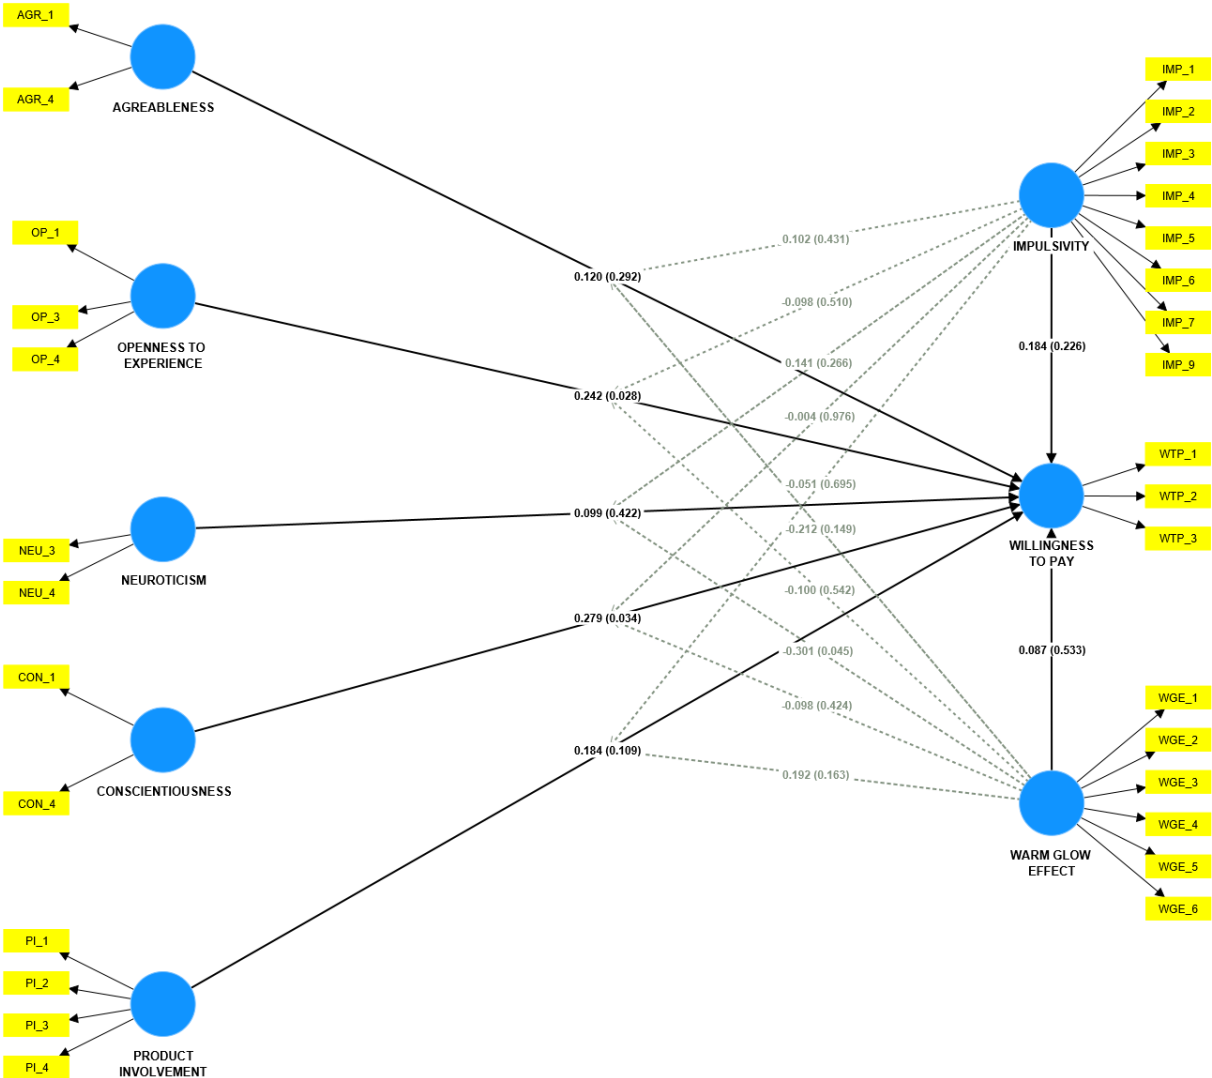 AGR_1
AGR_4
AGREABLENESS
OP_1
OP_3
OP_4
OPENNESS TO
EXPERIENCE
NEU_3
NEU_4
NEUROTICISM
CON_1
CON_4
CONSCIENTIOUSNESS
PI_1
PI_2
PI_3
PI_4
PRODUCT
INVOLVEMENT
0.120 (0.292)
0.242 (0.028)
0.099 (0.422)
0.279 (0.034)
0.184 (0.109)
0.102 (0.431)
-0.098 (0.510)
0.141 (0.266)
-0.004 (0.976)
-0.051 (0.695)
-0.212 (0.149)
-0.100 (0.542)
-0.301 (0.045)
-0.098 (0.424)
0.192 (0.163)
IMPULSIVITY
0.184 (0.226)
WILLINGNESS
TO PAY
0.087 (0.533)
WARM GLOW
EFFECT
IMP_1
IMP_2
IMP_3
IMP_4
IMP_5
IMP_6
IMP_7
IMP_9
WTP_1
WTP_2
WTP_3
WGE_1
WGE_2
WGE_3
WGE_4
WGE_5
WGE_6